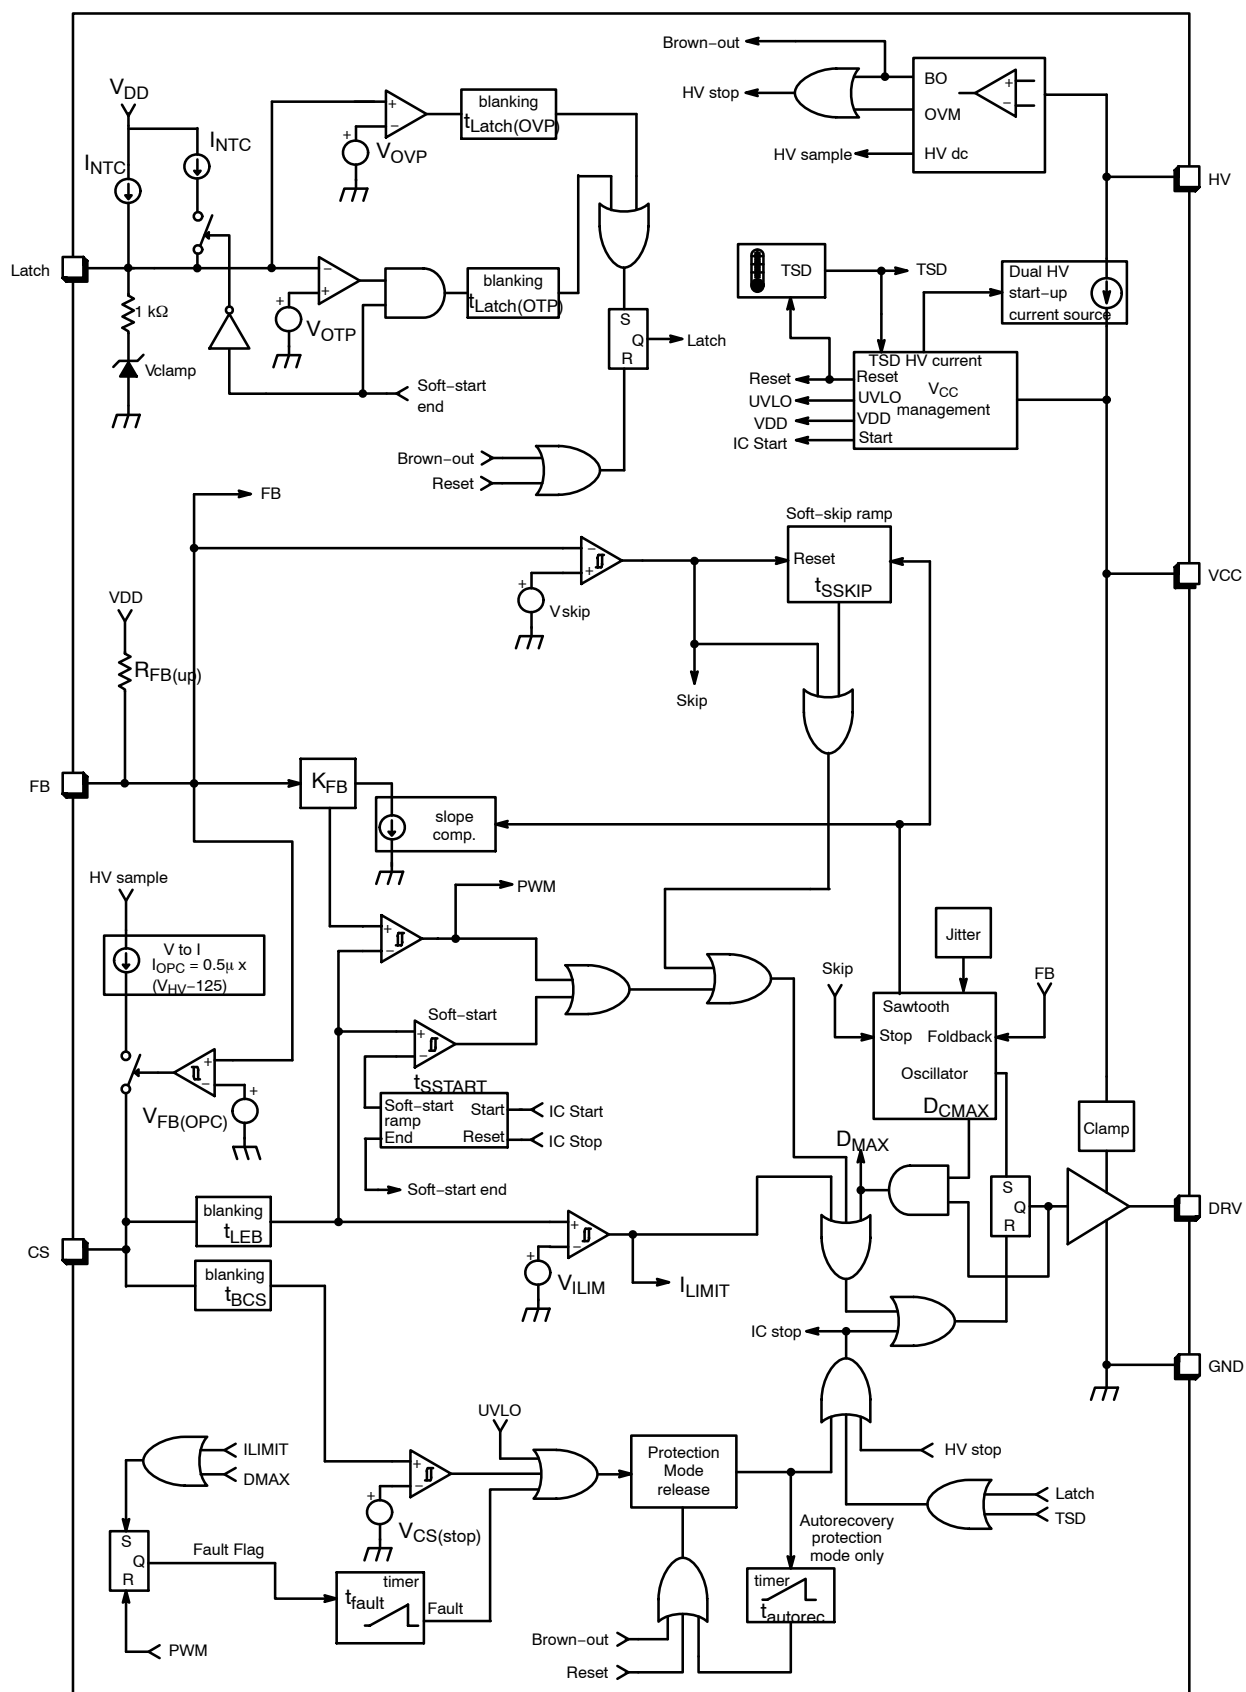 Brown−out
HV stop
BO
OVM
HV dc
+
−
HV sample
HV
VDD
INTC
INTC
Latch
1 kΩ
Vclamp
+
−
+
VOVP
blanking
tLatch(OVP)
−
+
+
VOTP
blanking
tLatch(OTP)
S
Q
R
Latch
Soft-start
end
Brown−out
Reset
TSD
TSD
Dual HV
start-up
current source
TSD HV current
Reset
UVLO
VDD
Start
VCC
management
Reset
UVLO
VDD
IC Start
VCC
FB
−
+
+
Vskip
Soft−skip ramp
Reset
tSSKIP
Skip
VDD
RFB(up)
FB
KFB
slope
comp.
HV sample
V to I
IOPC = 0.5μ x
(VHV−125)
+
−
PWM
+
−
Soft−start
tSSTART
Soft−start
ramp
End
Start
Reset
IC Start
IC Stop
Soft−start end
+
−
+
VFB(OPC)
Jitter
Skip
FB
Sawtooth
Stop
Foldback
Oscillator
DCMAX
DMAX
Clamp
S
Q
R
DRV
CS
blanking
tLEB
blanking
tBCS
+
−
+
VILIM
ILIMIT
IC stop
GND
ILIMIT
DMAX
S
Q
R
PWM
Fault Flag
timer
tfault
Fault
UVLO
+
−
+
VCS(stop)
Protection
Mode
release
HV stop
Latch
TSD
Autorecovery
protection
mode only
timer
tautorec
Brown−out
Reset